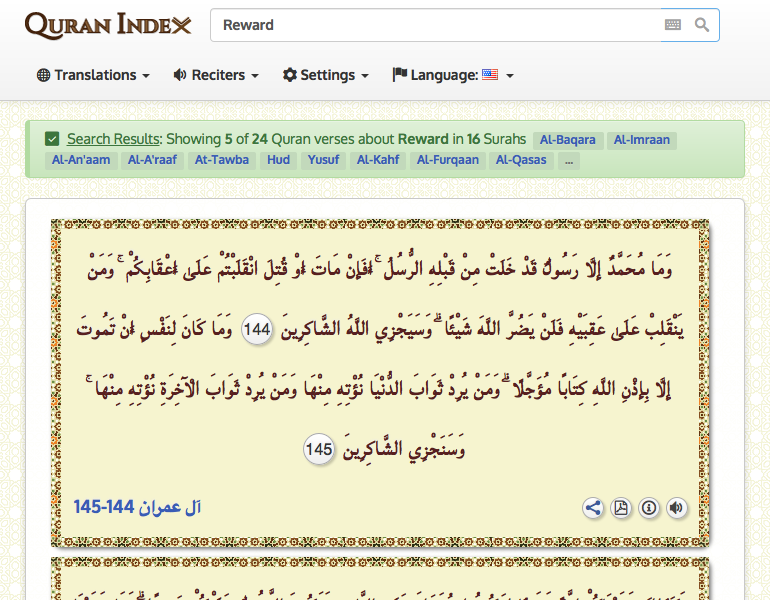 QURAN INDEX
Reward
Translations Reciters Settings Language:
Search Results: Showing 5 of 24 Quran verses about Reward in 16 Surahs Al-Baqara Al-Imraan
Al-An'aam Al-A'raaf At-Tawba Hud Yusuf Al-Kahf Al-Furqaan Al-Qasas ...
وَمَا مُحَمَّدٌ إِلَّا رَسُولٌ قَدْ خَلَتْ مِنْ قَبْلِهِ الرُّسُلُ ۚ أَفَإِنْ مَاتَ أَوْ قُتِلَ انْقَلَبْتُمْ عَلَىٰ أَعْقَابِكُمْ ۚ وَمَنْ
يَنْقَلِبْ عَلَىٰ عَقِبَيْهِ فَلَنْ يَضُرَّ اللَّهَ شَيْئًا ۗ وَسَيَجْزِي اللَّهُ الشَّاكِرِينَ 144 وَمَا كَانَ لِنَفْسٍ أَنْ تَمُوتَ
إِلَّا بِإِذْنِ اللَّهِ كِتَابًا مُؤَجَّلًا ۗ وَمَنْ يُرِدْ ثَوَابَ الدُّنْيَا نُؤْتِهِ مِنْهَا وَمَنْ يُرِدْ ثَوَابَ الْآخِرَةِ نُؤْتِهِ مِنْهَا ۚ
وَسَنَجْزِي الشَّاكِرِينَ 145
آل عمران 144-145